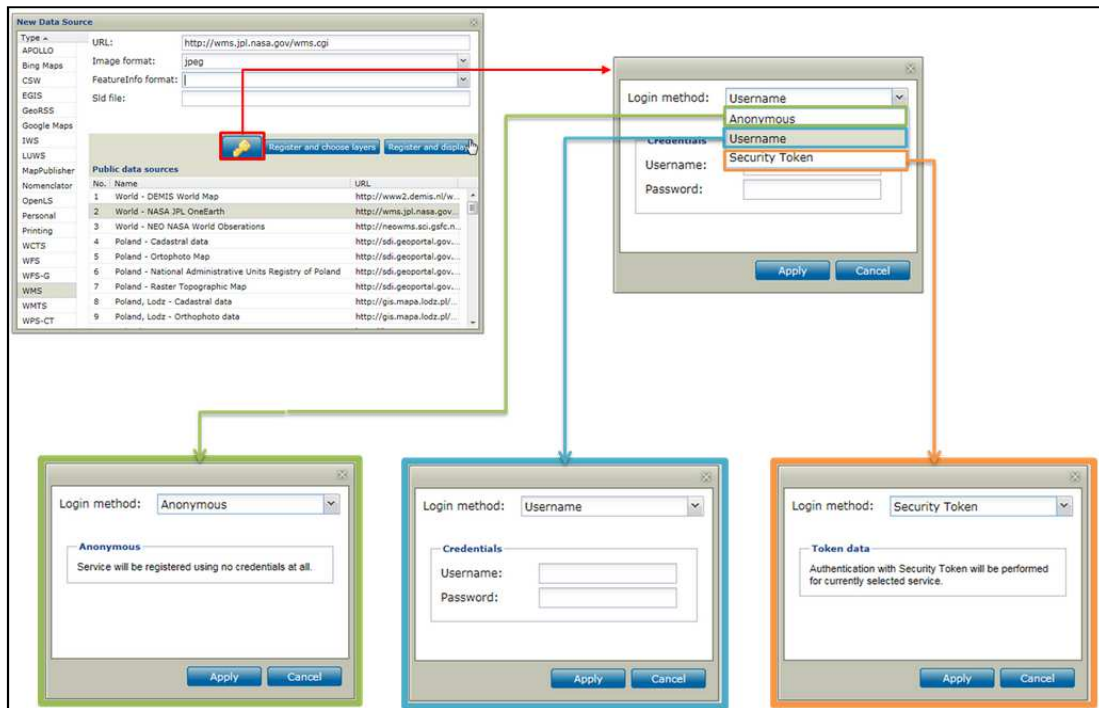 New Data Source
Type
APOLLO
Bing Maps
CSW
EGIS
GeoRSS
Google Maps
IWS
LUWS
MapPublisher
Nomenclator
OpenLS
Personal
Printing
WCTS
WFS
WFS-G
WMS
WMTS
WPS-CT
URL: http://wms.jpl.nasa.gov/wms.cgi
Image format: jpeg
FeatureInfo format:
Sld file:
Register and choose layers Register and display
Public data sources
No. Name URL
1 World - DEMIS World Map http://www2.demis.nl/w...
2 World - NASA JPL OneEarth http://wms.jpl.nasa.gov...
3 World - NEO NASA World Obserations http://neowms.sci.gsfc.n...
4 Poland - Cadastral data http://sdi.geoportal.gov....
5 Poland - Ortophoto Map http://sdi.geoportal.gov....
6 Poland - National Administrative Units Registry of Poland http://sdi.geoportal.gov....
7 Poland - Raster Topographic Map http://sdi.geoportal.gov....
8 Poland, Lodz - Cadastral data http://gis.mapa.lodz.pl/...
9 Poland, Lodz - Orthophoto data http://gis.mapa.lodz.pl/...
Login method: Username
Anonymous
Username
Security Token
Credentials
Username:
Password:
Apply Cancel
Login method: Anonymous
Anonymous
Service will be registered using no credentials at all.
Apply Cancel
Login method: Username
Credentials
Username:
Password:
Apply Cancel
Login method: Security Token
Token data
Authentication with Security Token will be performed
for currently selected service.
Apply Cancel